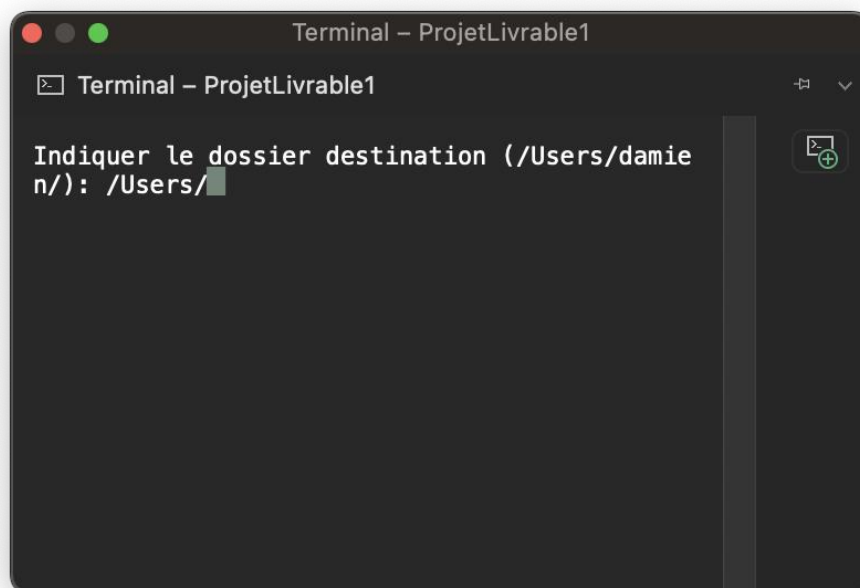 Terminal – ProjetLivrable1
Terminal – ProjetLivrable1
Indiquer le dossier destination (/Users/damie
n/): /Users/